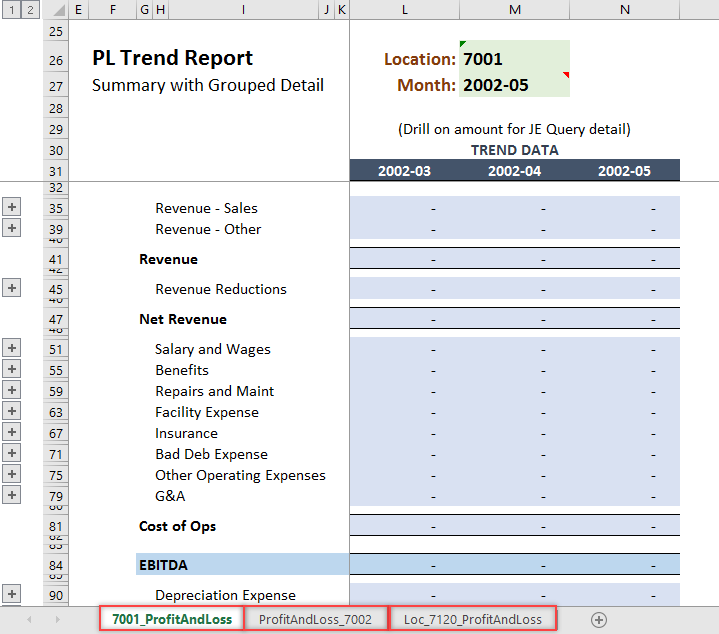 1 2 E F G H I J K L M N
25
26 PL Trend Report Location: 7001
27 Summary with Grouped Detail Month: 2002-05
28
29 (Drill on amount for JE Query detail)
30 TREND DATA
31 2002-03 2002-04 2002-05
32
+ 35 Revenue - Sales - - -
+ 39 Revenue - Other - - -
40
41 Revenue - - -
42
+ 45 Revenue Reductions - - -
46
47 Net Revenue - - -
48
+ 51 Salary and Wages - - -
+ 55 Benefits - - -
+ 59 Repairs and Maint - - -
+ 63 Facility Expense - - -
+ 67 Insurance - - -
+ 71 Bad Deb Expense - - -
+ 75 Other Operating Expenses - - -
+ 79 G&A - - -
80
81 Cost of Ops - - -
82
83
84 EBITDA - - -
85
+ 90 Depreciation Expense - - -
7001_ProfitAndLoss ProfitAndLoss_7002 Loc_7120_ProfitAndLoss